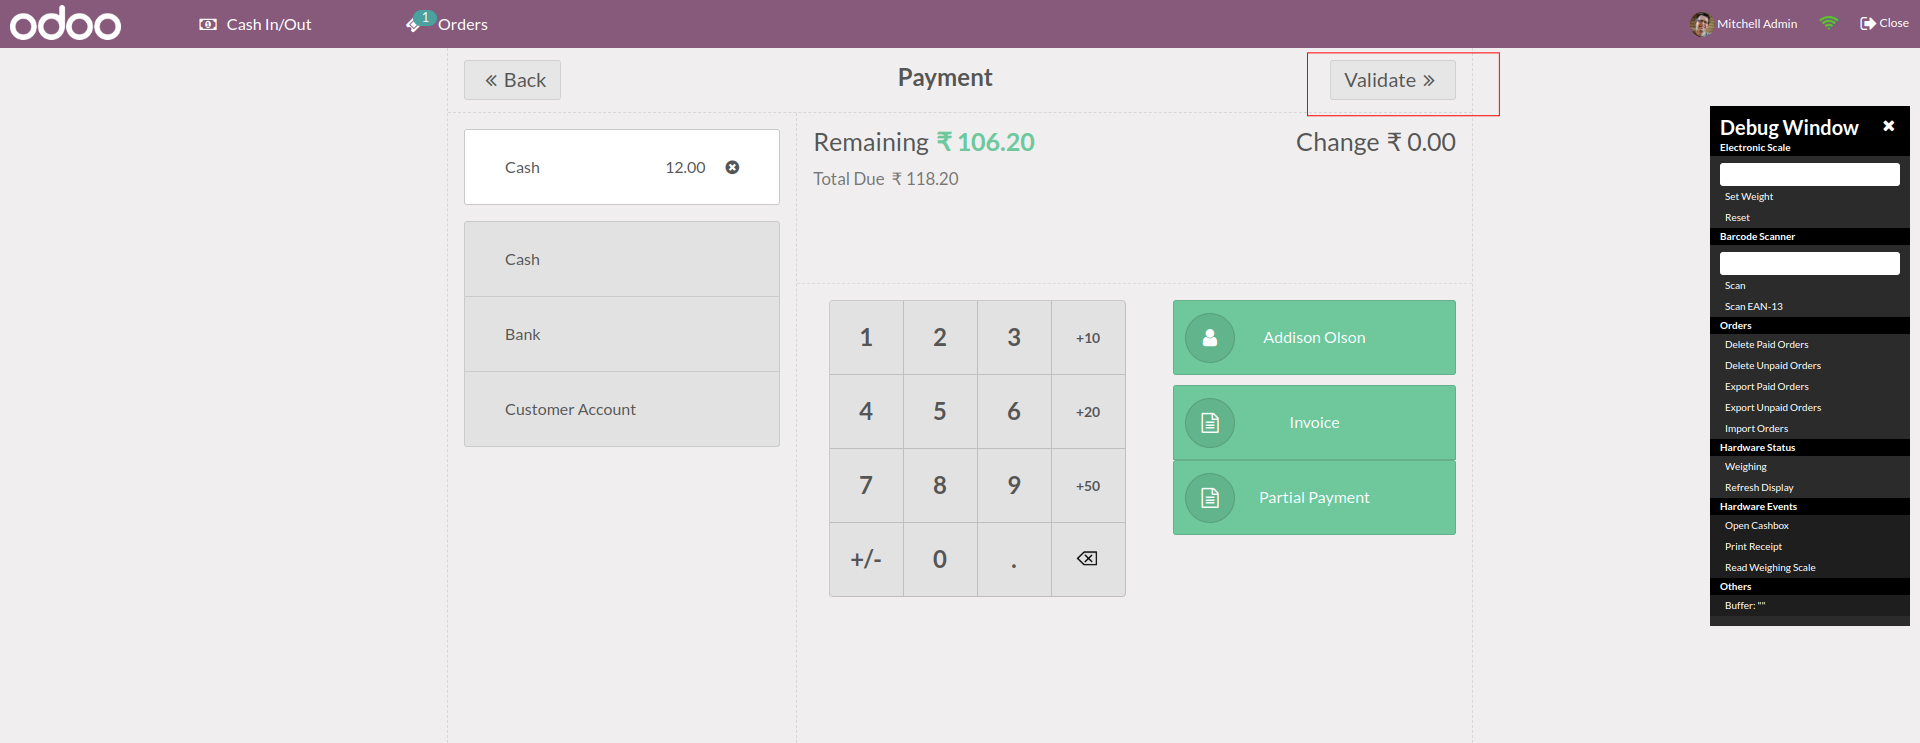 odoo
Cash In/Out
1
Orders
Mitchell Admin
Close
Back
Payment
Validate
Cash 12.00
Cash
Bank
Customer Account
Remaining ₹ 106.20
Change ₹ 0.00
Total Due ₹ 118.20
1 2 3 +10
4 5 6 +20
7 8 9 +50
+/- 0 .
Addison Olson
Invoice
Partial Payment
Debug Window
Electronic Scale
Set Weight
Reset
Barcode Scanner
Scan
Scan EAN-13
Orders
Delete Paid Orders
Delete Unpaid Orders
Export Paid Orders
Export Unpaid Orders
Import Orders
Hardware Status
Weighing
Refresh Display
Hardware Events
Open Cashbox
Print Receipt
Read Weighing Scale
Others
Buffer: ""